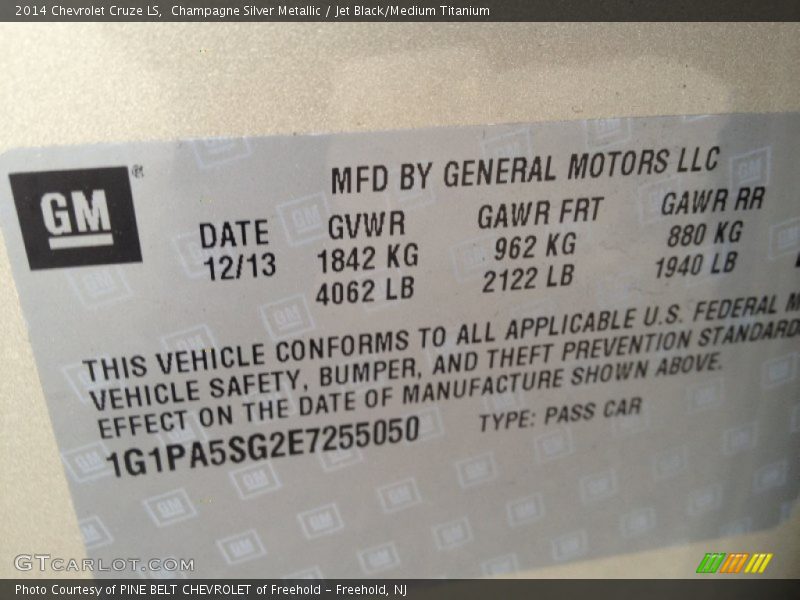 2014 Chevrolet Cruze LS,  Champagne Silver Metallic / Jet Black/Medium Titanium
GM ®
MFD BY GENERAL MOTORS LLC
DATE GVWR GAWR FRT GAWR RR
12/13 1842 KG 962 KG 880 KG
4062 LB 2122 LB 1940 LB
THIS VEHICLE CONFORMS TO ALL APPLICABLE U.S. FEDERAL M
VEHICLE SAFETY, BUMPER, AND THEFT PREVENTION STANDARD
EFFECT ON THE DATE OF MANUFACTURE SHOWN ABOVE.
1G1PA5SG2E7255050 TYPE: PASS CAR
GTCARLOT.COM
Photo Courtesy of PINE BELT CHEVROLET of Freehold – Freehold, NJ